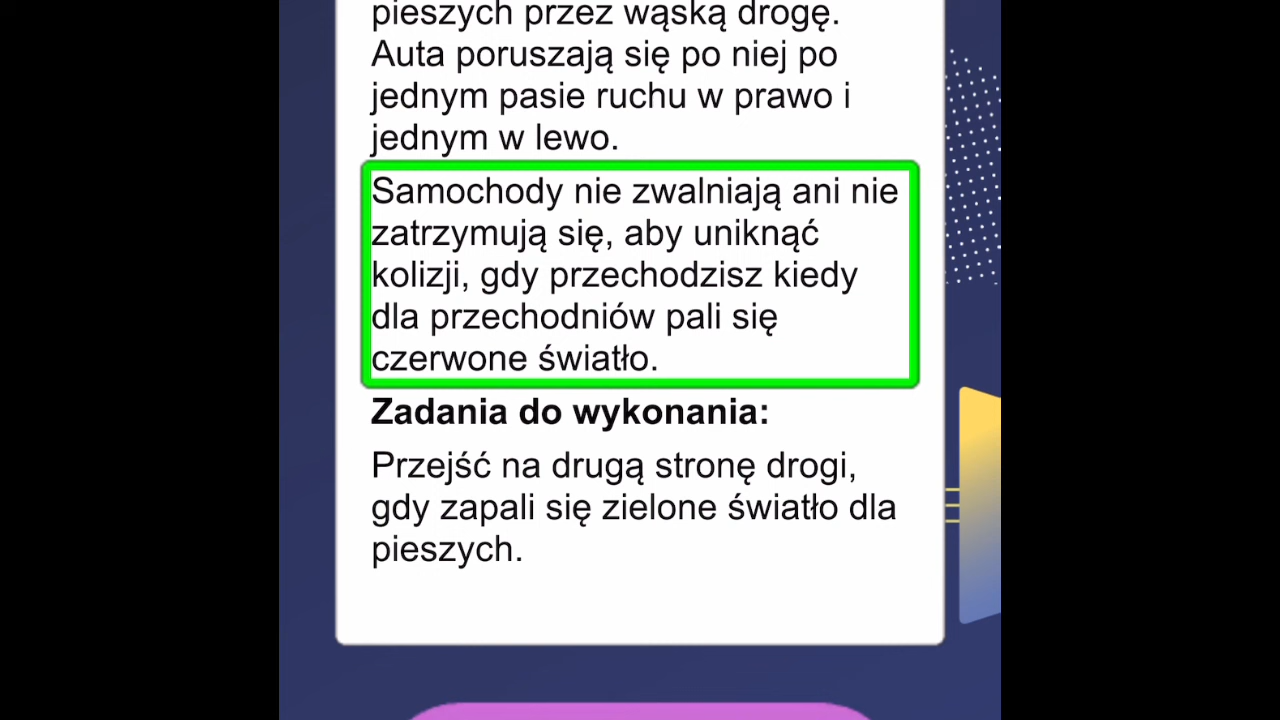 pieszych przez wąską drogę.
Auta poruszają się po niej po
jednym pasie ruchu w prawo i
jednym w lewo.
Samochody nie zwalniają ani nie
zatrzymują się, aby uniknąć
kolizji, gdy przechodzisz kiedy
dla przechodniów pali się
czerwone światło.
Zadania do wykonania:
Przejść na drugą stronę drogi,
gdy zapali się zielone światło dla
pieszych.